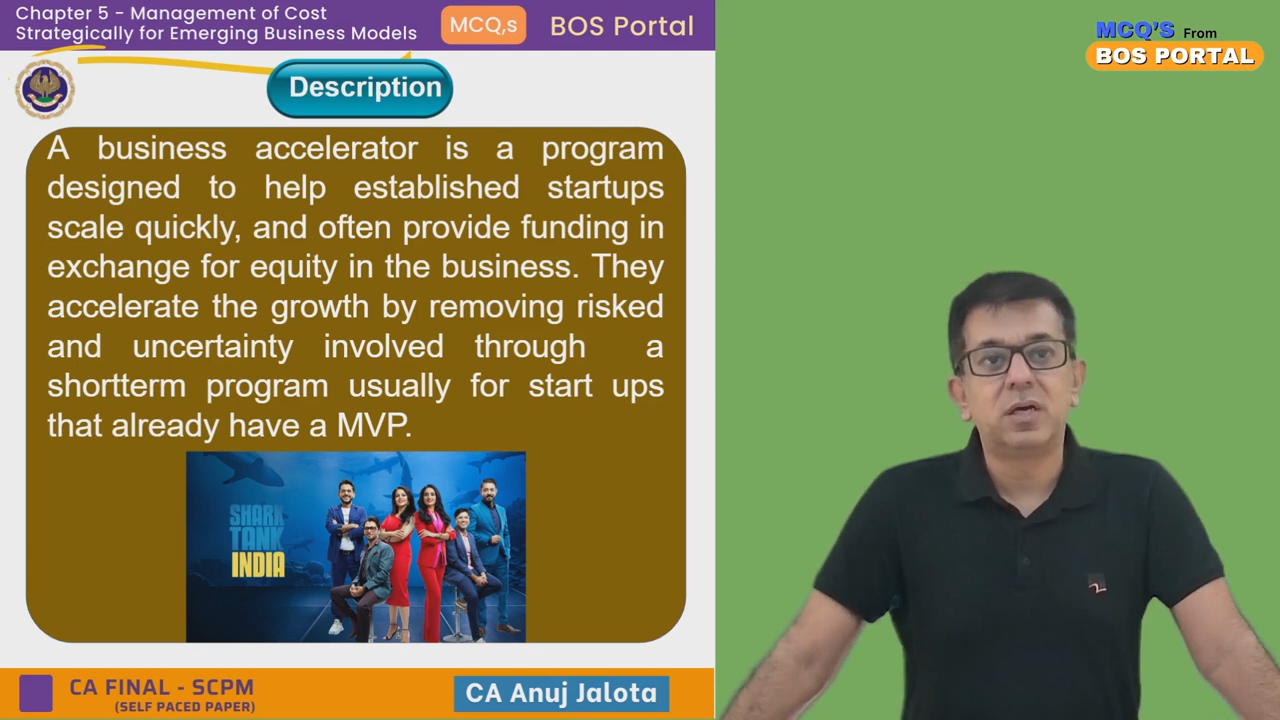 Chapter 5 - Management of Cost
Strategically for Emerging Business Models
MCQ,s
BOS Portal
MCQ'S From
BOS PORTAL
Description
A business accelerator is a program
designed to help established startups
scale quickly, and often provide funding in
exchange for equity in the business. They
accelerate the growth by removing risked
and uncertainty involved through a
shortterm program usually for start ups
that already have a MVP.
SHARK
TANK
INDIA
CA FINAL - SCPM
(SELF PACED PAPER)
CA Anuj Jalota